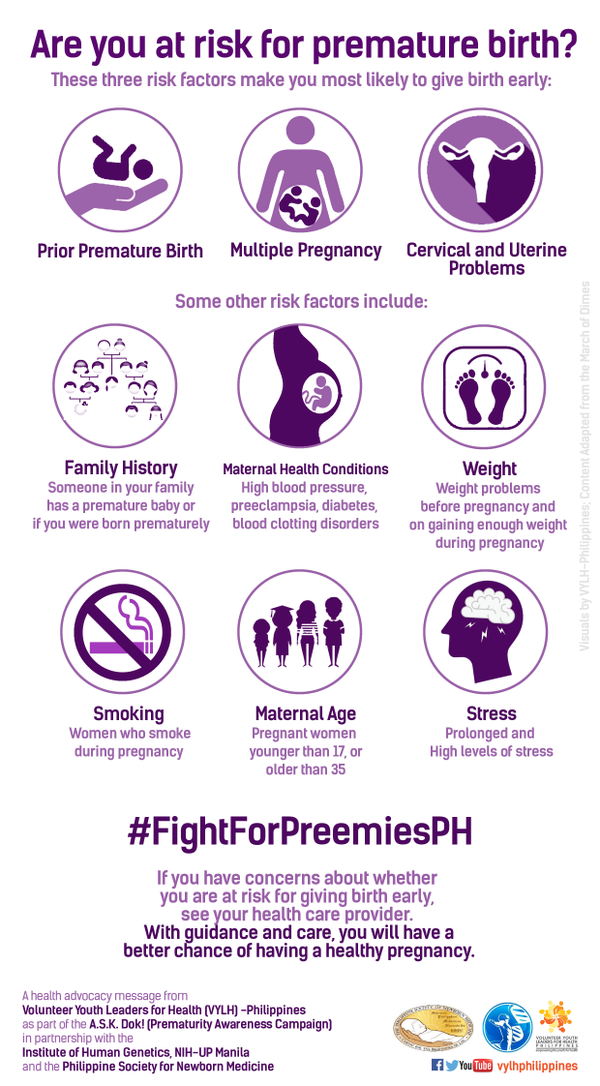 Are you at risk for premature birth?
These three risk factors make you most likely to give birth early:
Prior Premature Birth
Multiple Pregnancy
Cervical and Uterine
Problems
Some other risk factors include:
Family History
Someone in your family
has a premature baby or
if you were born prematurely
Maternal Health Conditions
High blood pressure,
preeclampsia, diabetes,
blood clotting disorders
Weight
Weight problems
before pregnancy and
on gaining enough weight
during pregnancy
Smoking
Women who smoke
during pregnancy
Maternal Age
Pregnant women
younger than 17, or
older than 35
Stress
Prolonged and
High levels of stress
Visuals by VYLH-Philippines; Content Adapted from the March of Dimes
#FightForPreemiesPH
If you have concerns about whether
you are at risk for giving birth early,
see your health care provider.
With guidance and care, you will have a
better chance of having a healthy pregnancy.
A health advocacy message from
Volunteer Youth Leaders for Health (VYLH) -Philippines
as part of the A.S.K. Dok! (Prematurity Awareness Campaign)
in partnership with the
Institute of Human Genetics, NIH-UP Manila
and the Philippine Society for Newborn Medicine
VOLUNTEER YOUTH
LEADERS FOR HEALTH
PHILIPPINES
YouTube vylhphilippines